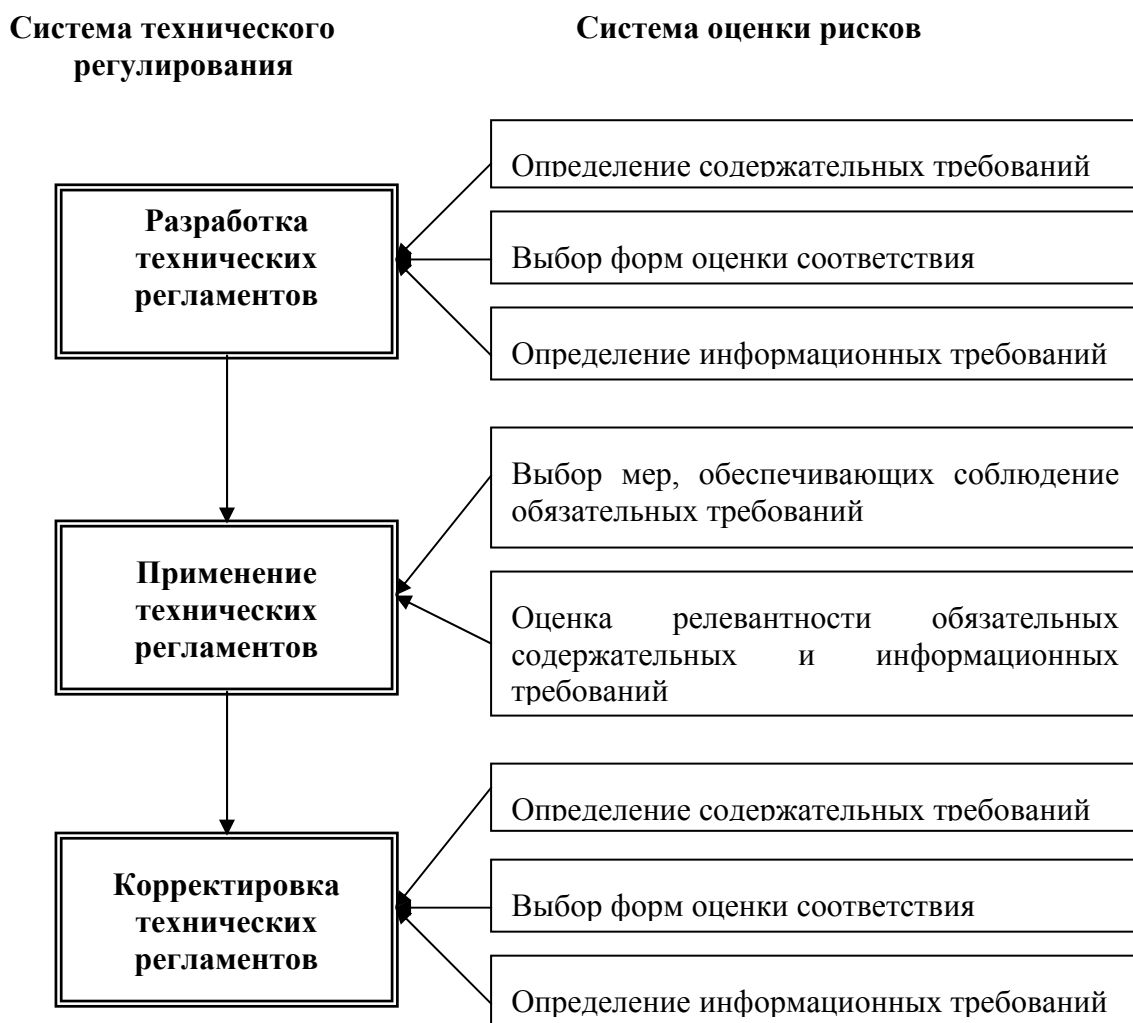 Система технического
регулирования
Система оценки рисков
Разработка
технических
регламентов
Определение содержательных требований
Выбор форм оценки соответствия
Определение информационных требований
Применение
технических
регламентов
Выбор мер, обеспечивающих соблюдение
обязательных требований
Оценка релевантности обязательных
содержательных и информационных
требований
Корректировка
технических
регламентов
Определение содержательных требований
Выбор форм оценки соответствия
Определение информационных требований